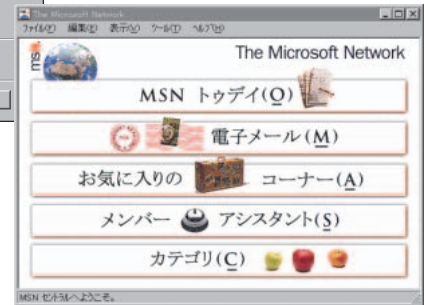 The Microsoft Network
ファイル(F) 編集(E) 表示(V) ツール(T) ヘルプ(H)
msn
The Microsoft Network
MSN トゥデイ(O)
電子メール(M)
お気に入りの コーナー(A)
メンバー アシスタント(S)
カテゴリ(C)
MSN セントラルへようこそ。